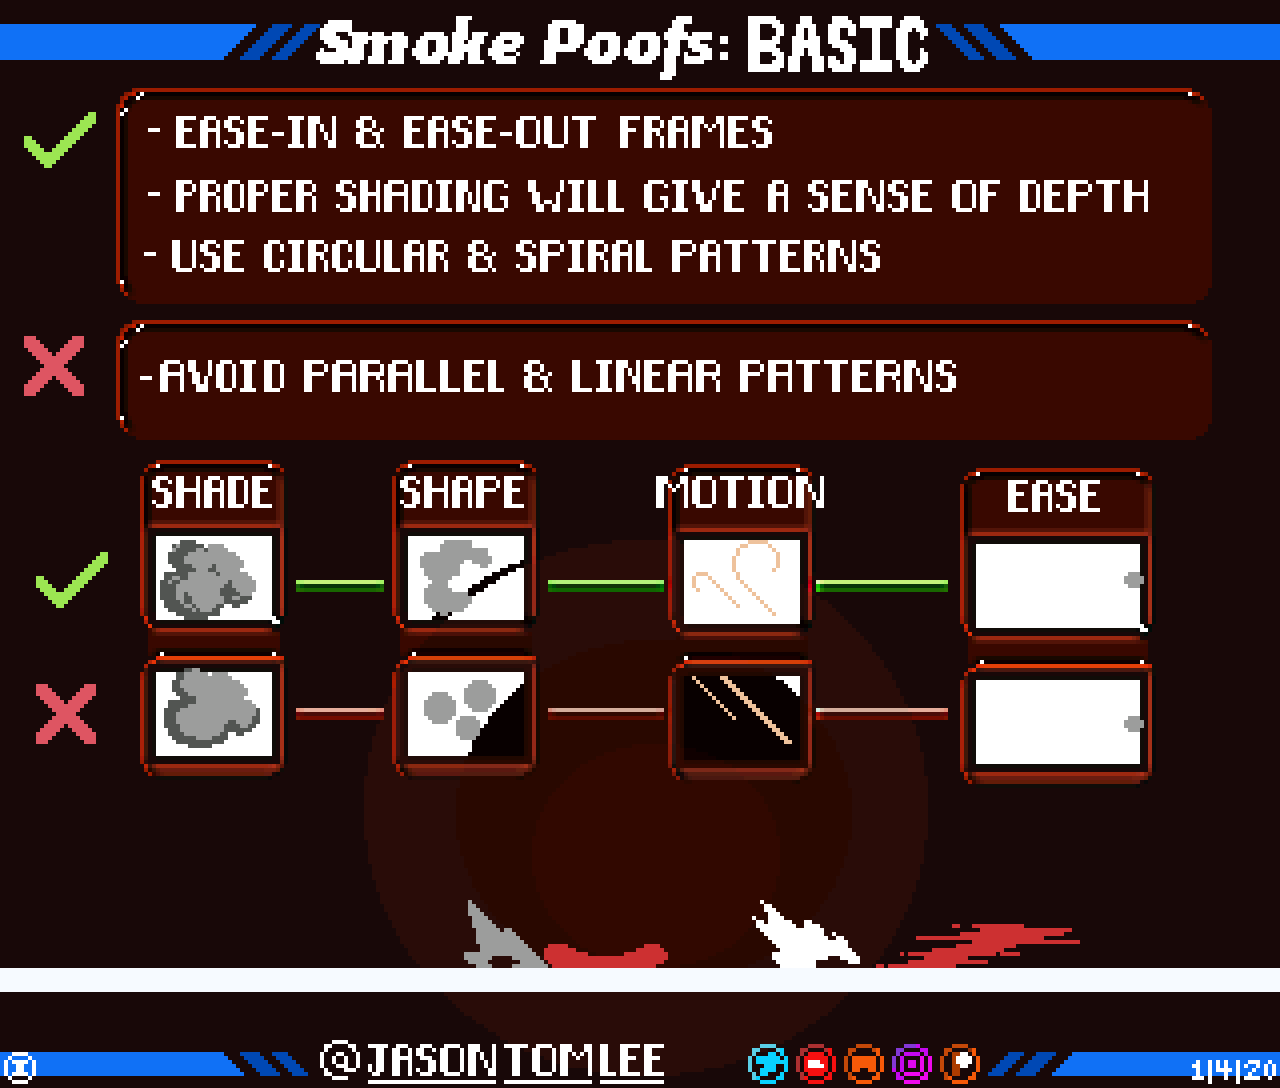 Smoke Poofs: BASIC
- EASE-IN & EASE-OUT FRAMES
- PROPER SHADING WILL GIVE A SENSE OF DEPTH
- USE CIRCULAR & SPIRAL PATTERNS
-AVOID PARALLEL & LINEAR PATTERNS
SHADE SHAPE MOTION EASE
@JASONTOMLEE
1|4|20